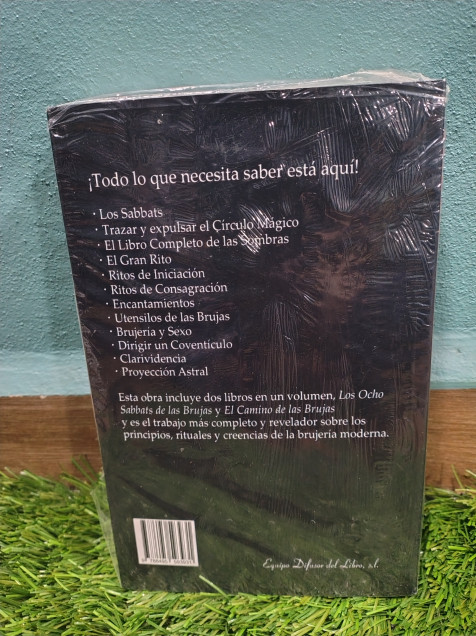 ¡Todo lo que necesita saber está aquí!
· Los Sabbats
· Trazar y expulsar el Círculo Mágico
· El Libro Completo de las Sombras
· El Gran Rito
· Ritos de Iniciación
· Ritos de Consagración
· Encantamientos
· Utensilos de las Brujas
· Brujería y Sexo
· Dirigir un Coventículo
· Clarividencia
· Proyección Astral
Esta obra incluye dos libros en un volumen, Los Ocho
Sabbats de las Brujas y El Camino de las Brujas
y es el trabajo más completo y revelador sobre los
principios, rituales y creencias de la brujería moderna.
Equipo Difusor del Libro, s.l.